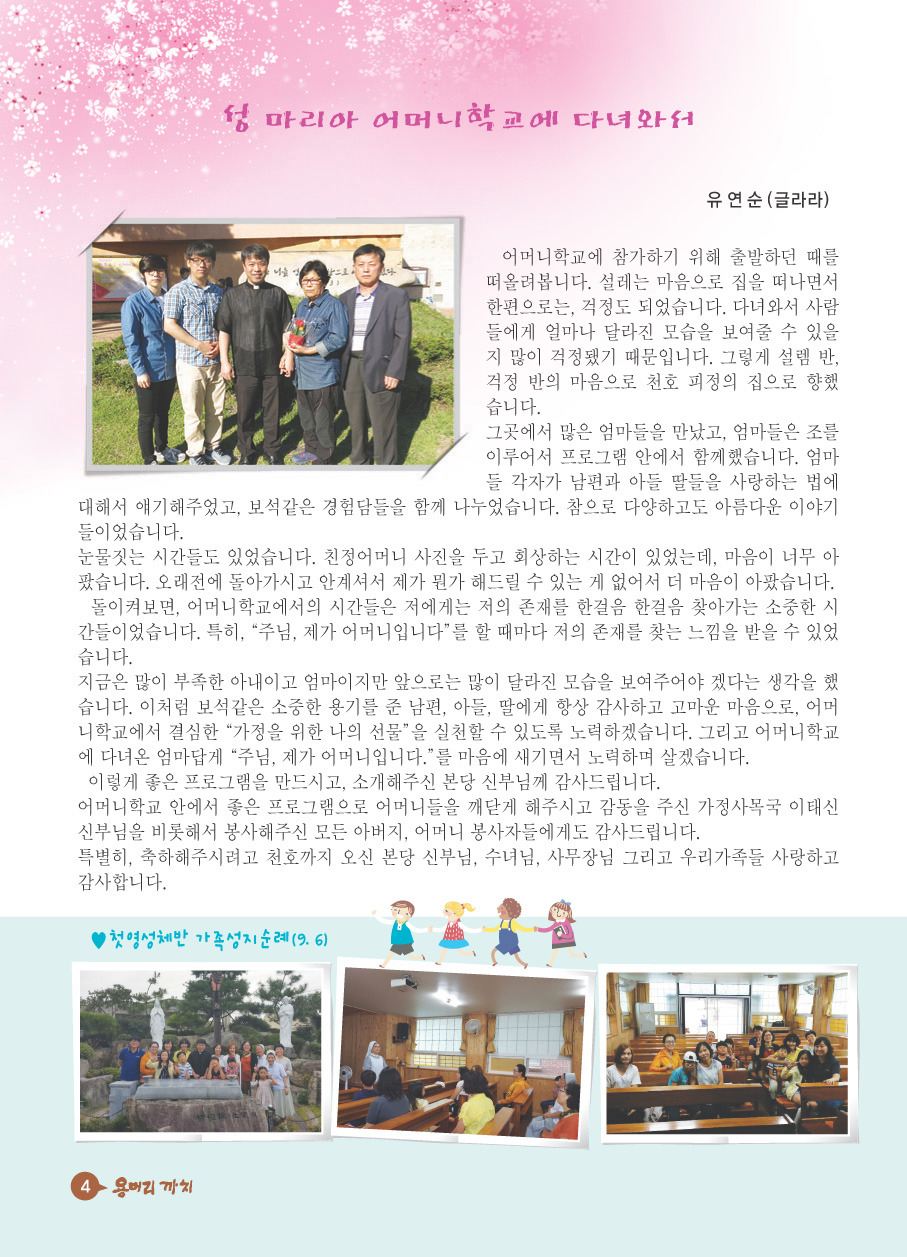 성 마리아 어머니학교에 다녀와서
유 연 순 (글라라)
어머니학교에 참가하기 위해 출발하던 때를
떠올려봅니다. 설레는 마음으로 집을 떠나면서
한편으로는, 걱정도 되었습니다. 다녀와서 사람
들에게 얼마나 달라진 모습을 보여줄 수 있을
지 많이 걱정됐기 때문입니다. 그렇게 설렘 반,
걱정 반의 마음으로 천호 피정의 집으로 향했
습니다.
그곳에서 많은 엄마들을 만났고, 엄마들은 조를
이루어서 프로그램 안에서 함께했습니다. 엄마
들 각자가 남편과 아들 딸들을 사랑하는 법에
대해서 얘기해주었고, 보석같은 경험담들을 함께 나누었습니다. 참으로 다양하고도 아름다운 이야기
들이었습니다.
눈물짓는 시간들도 있었습니다. 친정어머니 사진을 두고 회상하는 시간이 있었는데, 마음이 너무 아
팠습니다. 오래전에 돌아가시고 안계셔서 제가 뭔가 해드릴 수 있는 게 없어서 더 마음이 아팠습니다.
돌이켜보면, 어머니학교에서의 시간들은 저에게는 저의 존재를 한걸음 한걸음 찾아가는 소중한 시
간들이었습니다. 특히, “주님, 제가 어머니입니다”를 할 때마다 저의 존재를 찾는 느낌을 받을 수 있었
습니다.
지금은 많이 부족한 아내이고 엄마이지만 앞으로는 많이 달라진 모습을 보여주어야 겠다는 생각을 했
습니다. 이처럼 보석같은 소중한 용기를 준 남편, 아들, 딸에게 항상 감사하고 고마운 마음으로, 어머
니학교에서 결심한 “가정을 위한 나의 선물”을 실천할 수 있도록 노력하겠습니다. 그리고 어머니학교
에 다녀온 엄마답게 “주님, 제가 어머니입니다.”를 마음에 새기면서 노력하며 살겠습니다.
이렇게 좋은 프로그램을 만드시고, 소개해주신 본당 신부님께 감사드립니다.
어머니학교 안에서 좋은 프로그램으로 어머니들을 깨닫게 해주시고 감동을 주신 가정사목국 이태신
신부님을 비롯해서 봉사해주신 모든 아버지, 어머니 봉사자들에게도 감사드립니다.
특별히, 축하해주시려고 천호까지 오신 본당 신부님, 수녀님, 사무장님 그리고 우리가족들 사랑하고
감사합니다.
♥첫영성체반 가족성지순례(9. 6)
4 용머리 까치